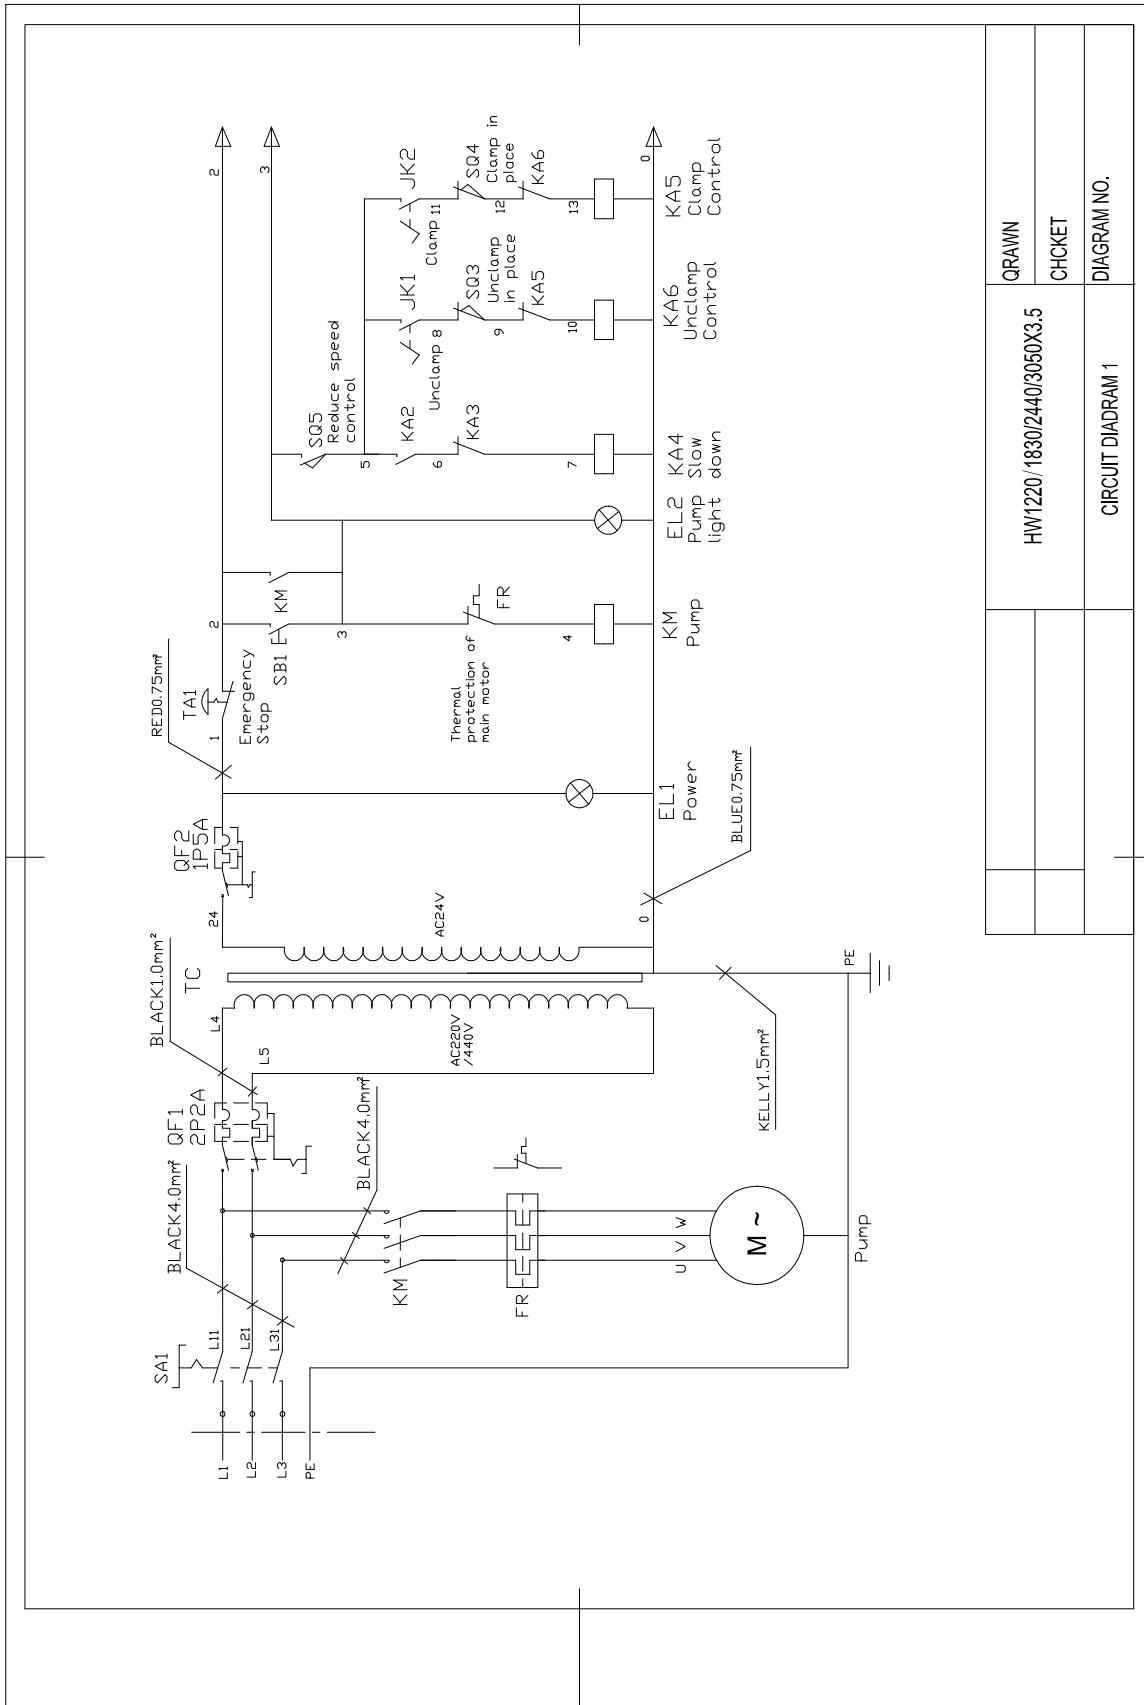 SA1
L1
L2
L3
PE
L11
L21
L31
BLACK4.0mm²
QF1
2P2A
BLACK4.0mm²
KM
FR
U
V
W
M ~
Pump
BLACK1.0mm²
L4
L5
TC
AC220V
/440V
AC24V
KELLY1.5mm²
PE
24
0
QF2
1P5A
BLUE0.75mm²
EL1
Power
RED0.75mm²
1
TA1
Emergency
Stop
2
SB1
KM
3
Thermal
protection of
main motor
FR
4
KM
Pump
EL2
Pump
light
SQ5
Reduce speed
control
5
KA2
6
KA3
7
KA4
Slow
down
JK1
Unclamp 8
SQ3
Unclamp
in place
9
KA5
10
KA6
Unclamp
Control
JK2
Clamp 11
SQ4
Clamp in
place
12
KA6
13
KA5
Clamp
Control
2
3
0
HW1220/1830/2440/3050X3.5
QRAWN
CHCKET
CIRCUIT DIADRAM 1
DIAGRAM NO.